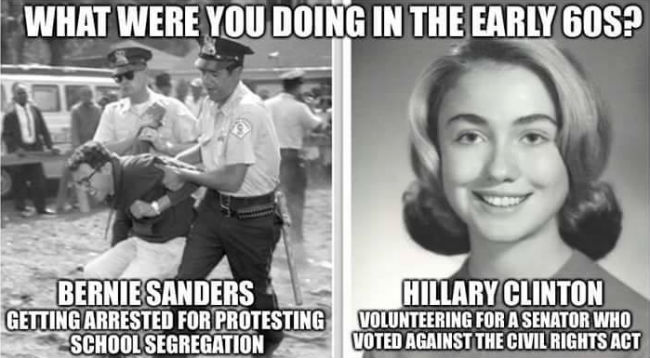 WHAT WERE YOU DOING IN THE EARLY 60S?
BERNIE SANDERS
GETTING ARRESTED FOR PROTESTING
SCHOOL SEGREGATION
HILLARY CLINTON
VOLUNTEERING FOR A SENATOR WHO
VOTED AGAINST THE CIVIL RIGHTS ACT